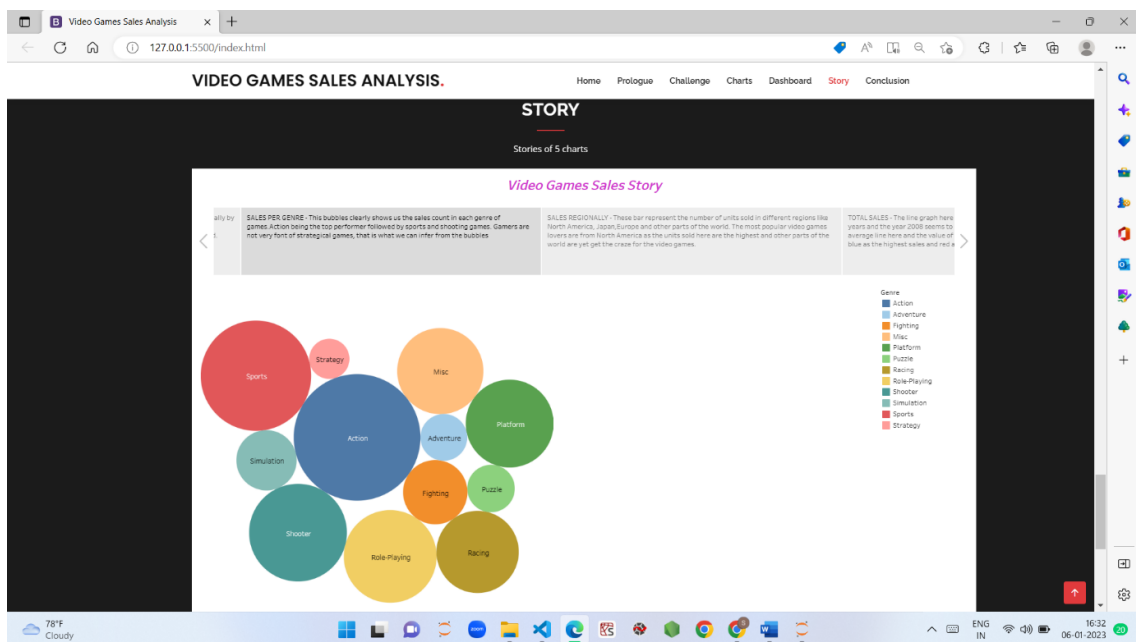 Video Games Sales Analysis
127.0.0.1:5500/index.html
VIDEO GAMES SALES ANALYSIS.
Home Prologue Challenge Charts Dashboard Story Conclusion
STORY
Stories of 5 charts
Video Games Sales Story
ally by
t.
SALES PER GENRE - This bubbles clearly shows us the sales count in each genre of
games.Action being the top performer followed by sports and shooting games. Gamers are
not very font of strategical games, that is what we can infer from the bubbles
SALES REGIONALLY - These bar represent the number of units sold in different regions like
North America, Japan,Europe and other parts of the world. The most popular video games
lovers are from North America as the units sold here are the highest and other parts of the
world are yet get the craze for the video games.
TOTAL SALES - The line graph here
years and the year 2008 seems to
average line here and the value of
blue as the highest sales and red a
Genre
Action
Adventure
Fighting
Misc
Platform
Puzzle
Racing
Role-Playing
Shooter
Simulation
Sports
Strategy
Strategy
Sports
Misc
Platform
Action
Adventure
Simulation
Fighting
Puzzle
Shooter
Role-Playing
Racing
78°F
Cloudy
zoom
ENG
IN
16:32
06-01-2023
20